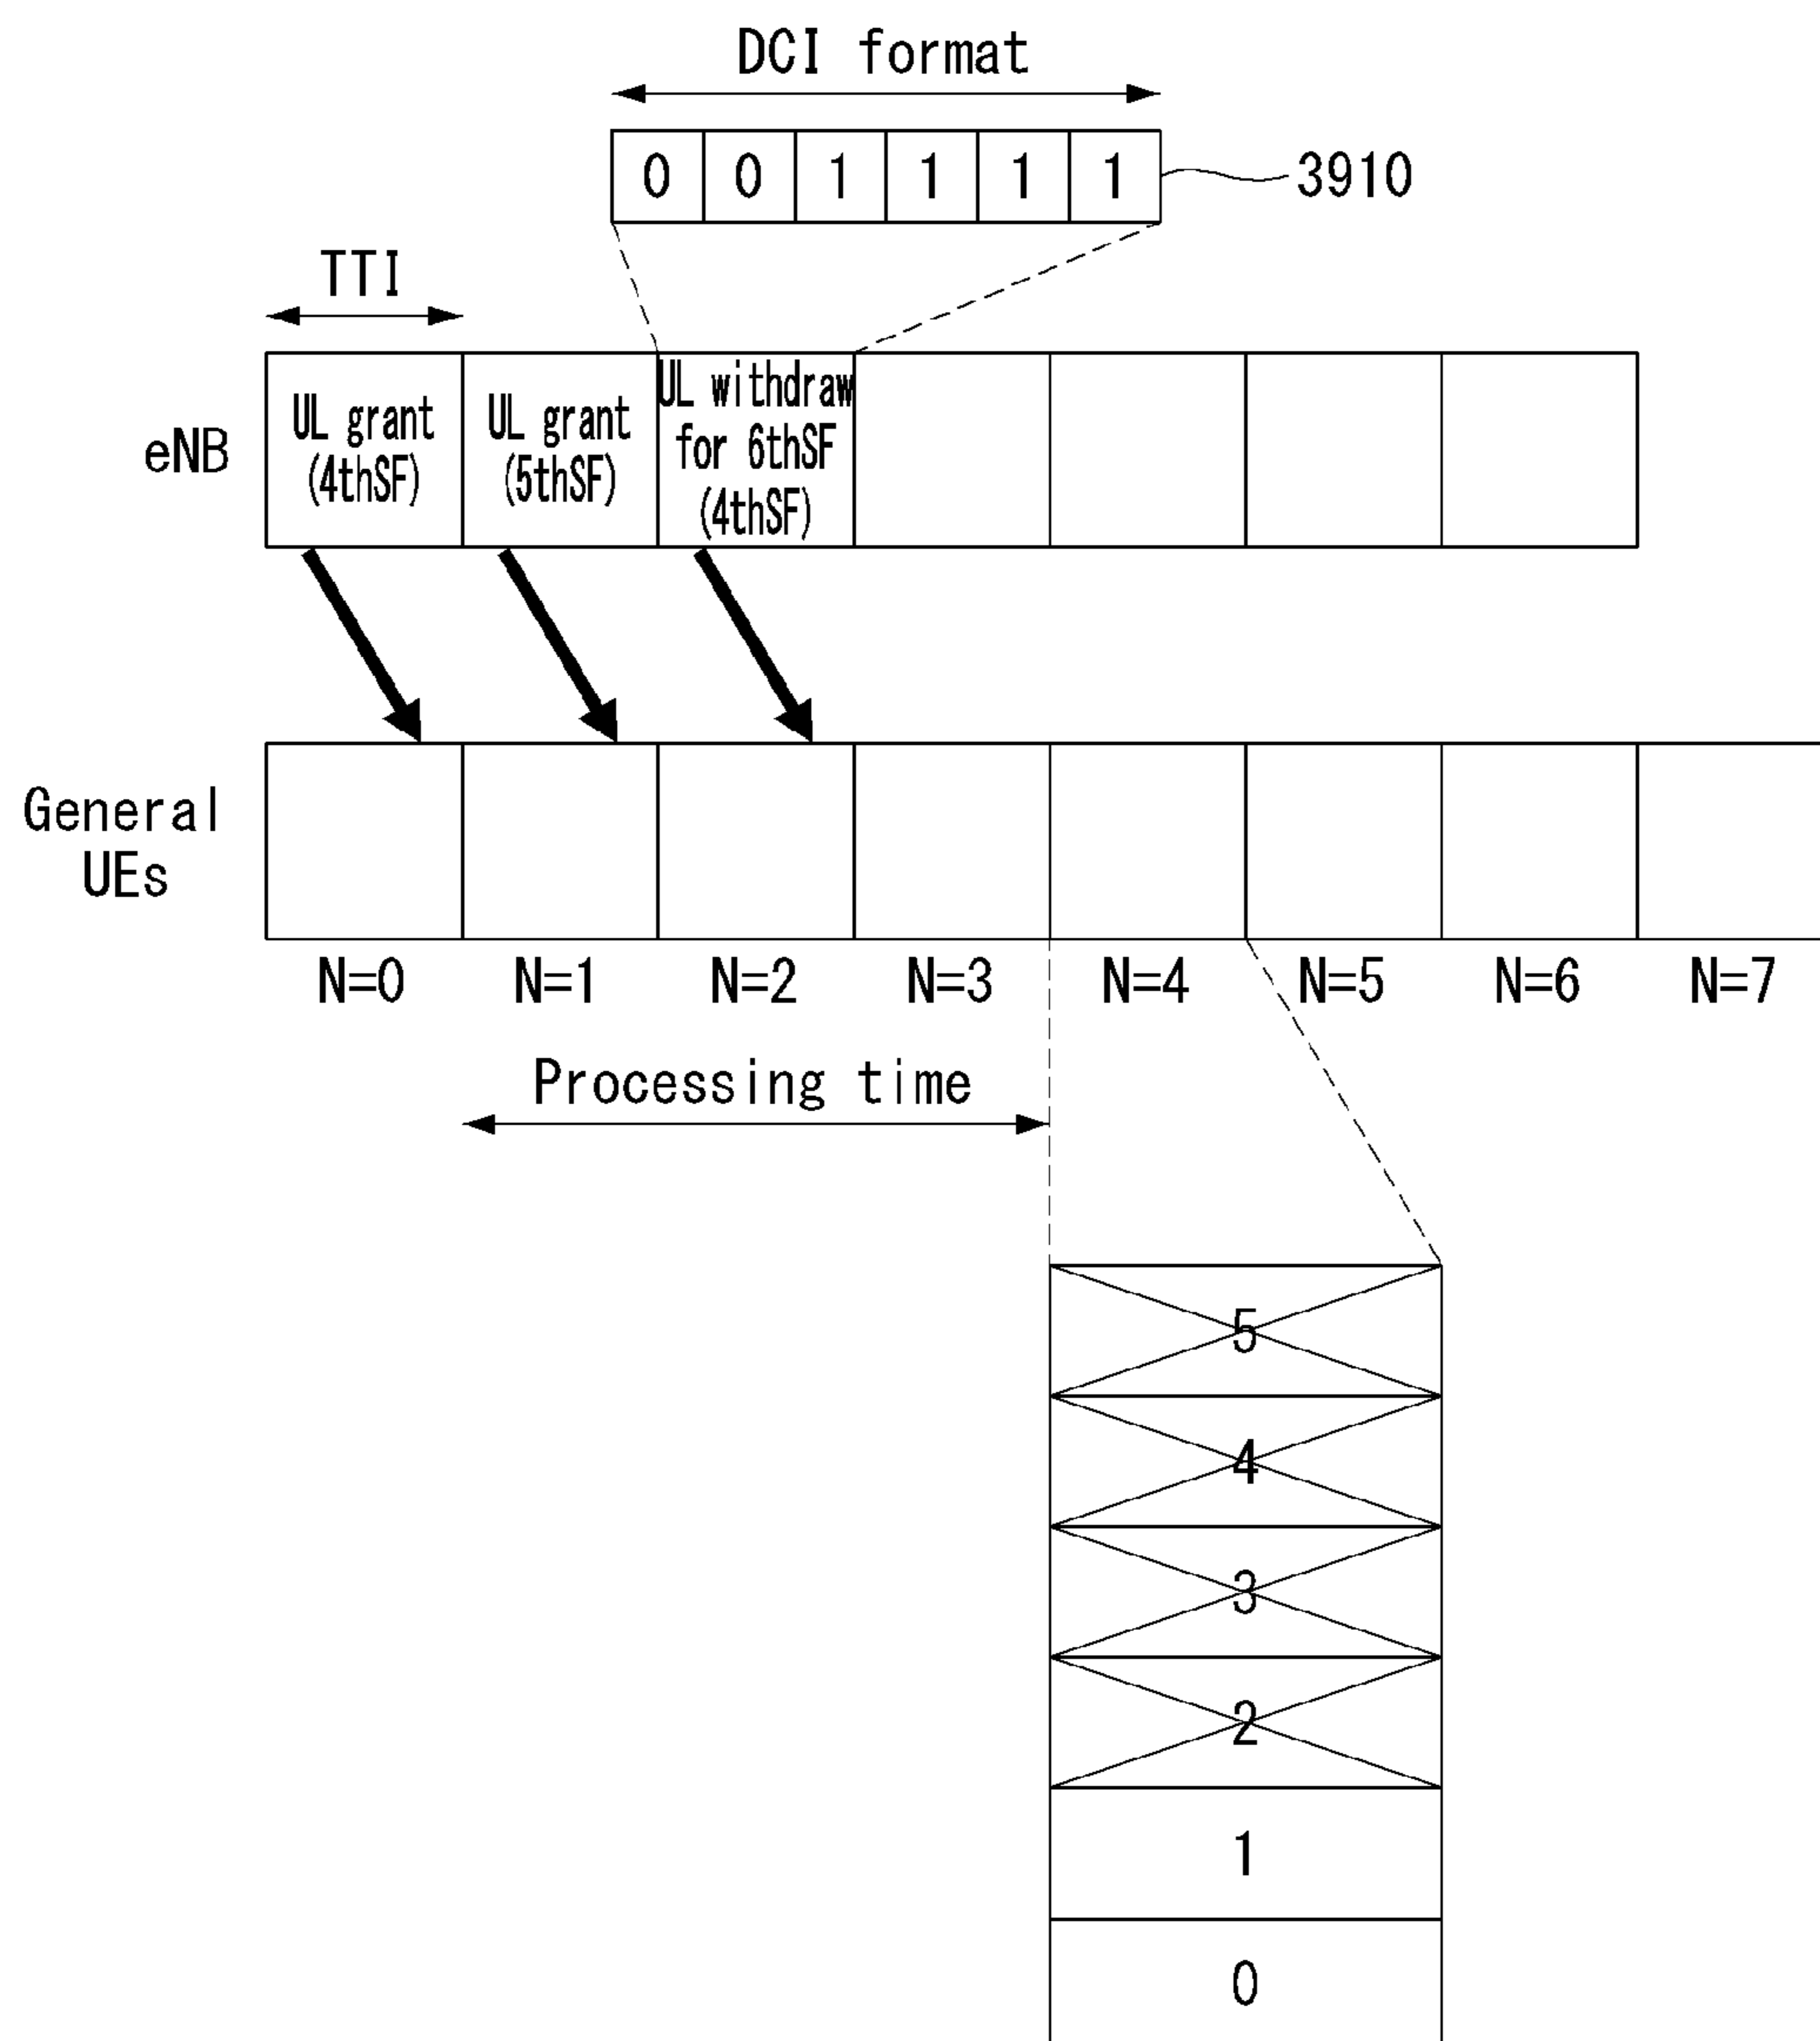 DCI format
0 0 1 1 1 1
3910
TTI
eNB
UL grant
(4thSF)
UL grant
(5thSF)
UL withdraw
for 6thSF
(4thSF)
General
UEs
N=0 N=1 N=2 N=3 N=4 N=5 N=6 N=7
Processing time
5
4
3
2
1
0